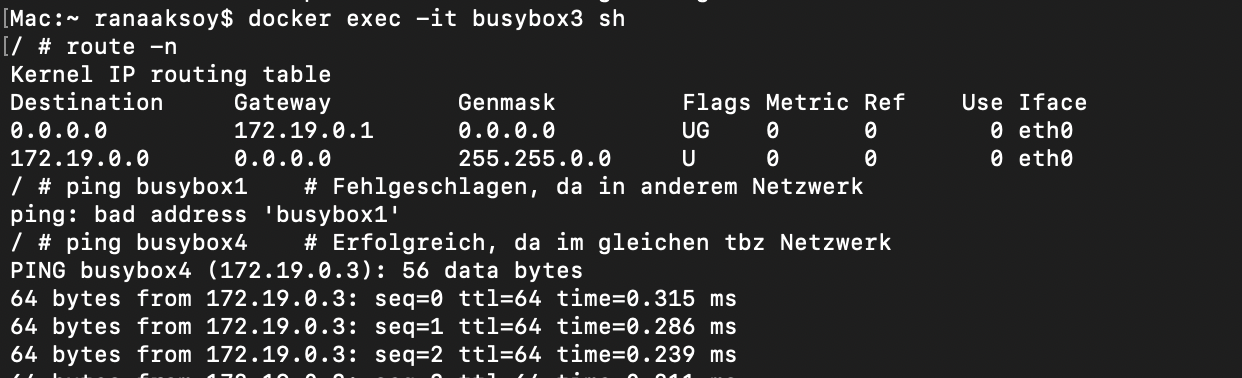 [Mac:~ ranaaksoy$ docker exec -it busybox3 sh
[/ # route -n
Kernel IP routing table
Destination     Gateway         Genmask         Flags Metric Ref    Use Iface
0.0.0.0         172.19.0.1      0.0.0.0         UG    0      0        0 eth0
172.19.0.0      0.0.0.0         255.255.0.0     U     0      0        0 eth0
/ # ping busybox1    # Fehlgeschlagen, da in anderem Netzwerk
ping: bad address 'busybox1'
/ # ping busybox4    # Erfolgreich, da im gleichen tbz Netzwerk
PING busybox4 (172.19.0.3): 56 data bytes
64 bytes from 172.19.0.3: seq=0 ttl=64 time=0.315 ms
64 bytes from 172.19.0.3: seq=1 ttl=64 time=0.286 ms
64 bytes from 172.19.0.3: seq=2 ttl=64 time=0.239 ms